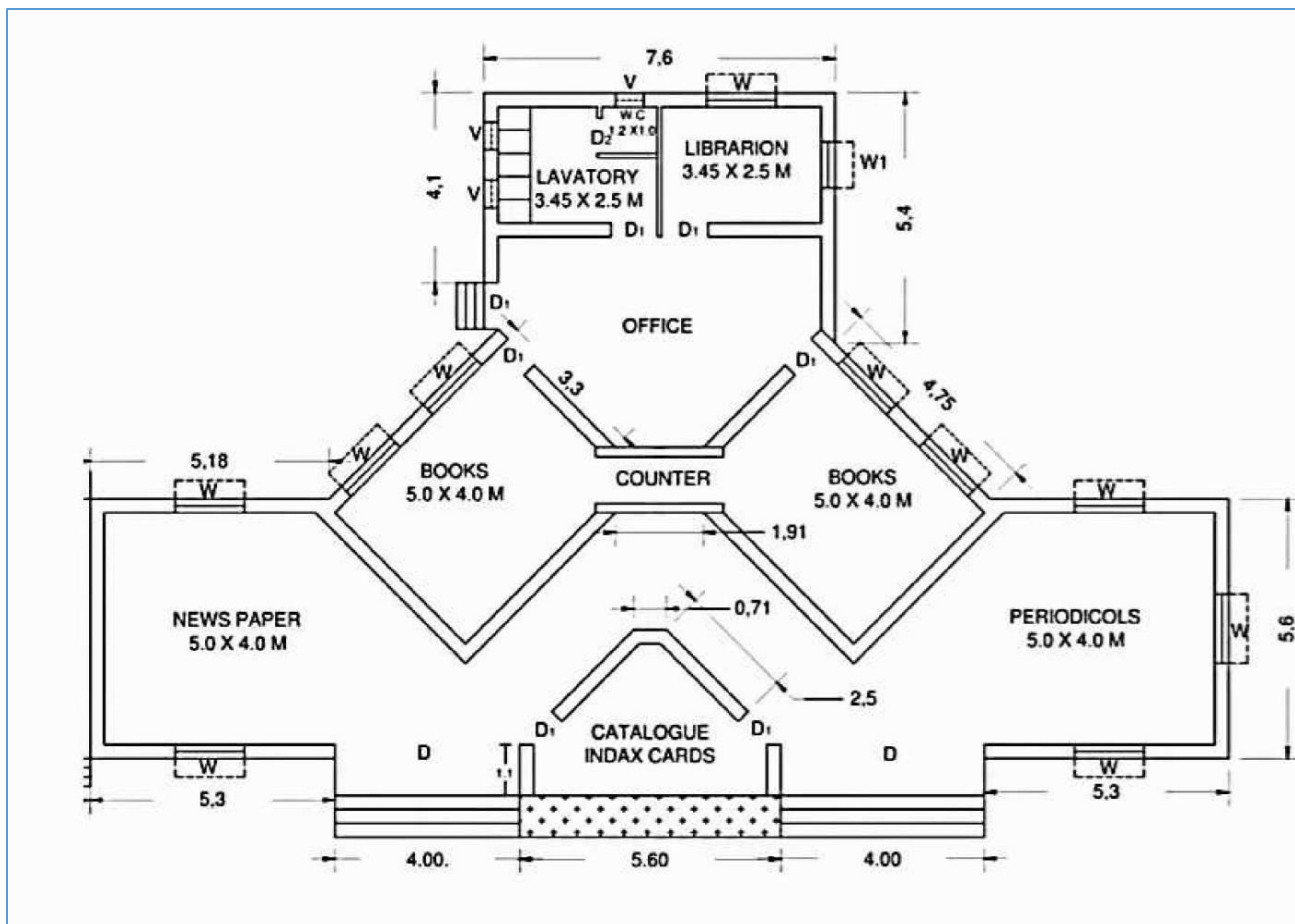 7,6
V
W
W C
1.2 X1.0
V
D2
LIBRARION
3.45 X 2.5 M
W1
LAVATORY
3.45 X 2.5 M
4,1
V
5,4
D1
D1
D1
OFFICE
D1
D1
W
3,3
W
4,75
5,18
W
W
W
BOOKS
5.0 X 4.0 M
COUNTER
BOOKS
5.0 X 4.0 M
W
1,91
0,71
NEWS PAPER
5.0 X 4.0 M
PERIODICOLS
5.0 X 4.0 M
W
5,6
2,5
D1
D1
CATALOGUE
INDAX CARDS
D
1.1
D
W
W
5,3
5,3
4.00.
5.60
4.00